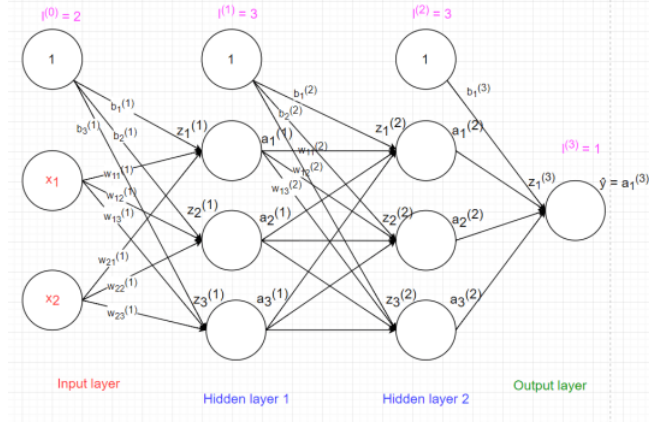 l⁽⁰⁾ = 2
l⁽¹⁾ = 3
l⁽²⁾ = 3
1
1
1
b₁⁽¹⁾
b₂⁽¹⁾
b₃⁽¹⁾
b₁⁽²⁾
b₂⁽²⁾
b₁⁽³⁾
z₁⁽¹⁾
a₁⁽¹⁾
z₁⁽²⁾
a₁⁽²⁾
l⁽³⁾ = 1
x₁
w₁₁⁽¹⁾
w₁₂⁽¹⁾
w₁₃⁽¹⁾
w₁₁⁽²⁾
w₁₂⁽²⁾
w₁₃⁽²⁾
z₁⁽³⁾
ŷ = a₁⁽³⁾
z₂⁽¹⁾
a₂⁽¹⁾
z₂⁽²⁾
a₂⁽²⁾
x₂
w₂₁⁽¹⁾
w₂₂⁽¹⁾
w₂₃⁽¹⁾
z₃⁽¹⁾
a₃⁽¹⁾
z₃⁽²⁾
a₃⁽²⁾
Input layer
Hidden layer 1
Hidden layer 2
Output layer